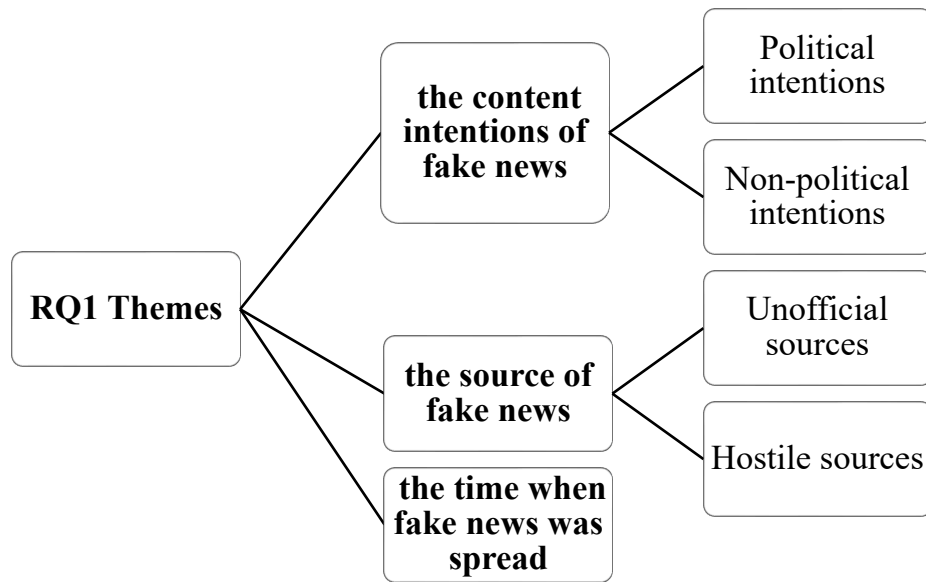 RQ1 Themes
the content
intentions of
fake news
Political
intentions
Non-political
intentions
the source of
fake news
Unofficial
sources
Hostile sources
the time when
fake news was
spread